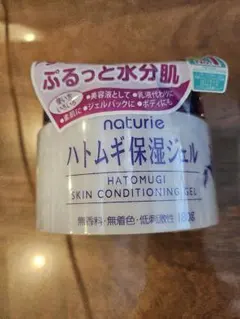 ぷるっと水分肌
●美容液として●乳液代わりに
●ジェルパックに●ボディにも
naturie
ハトムギ保湿ジェル
HATOMUGI
SKIN CONDITIONING GEL
無香料・無着色・低刺激性 180g